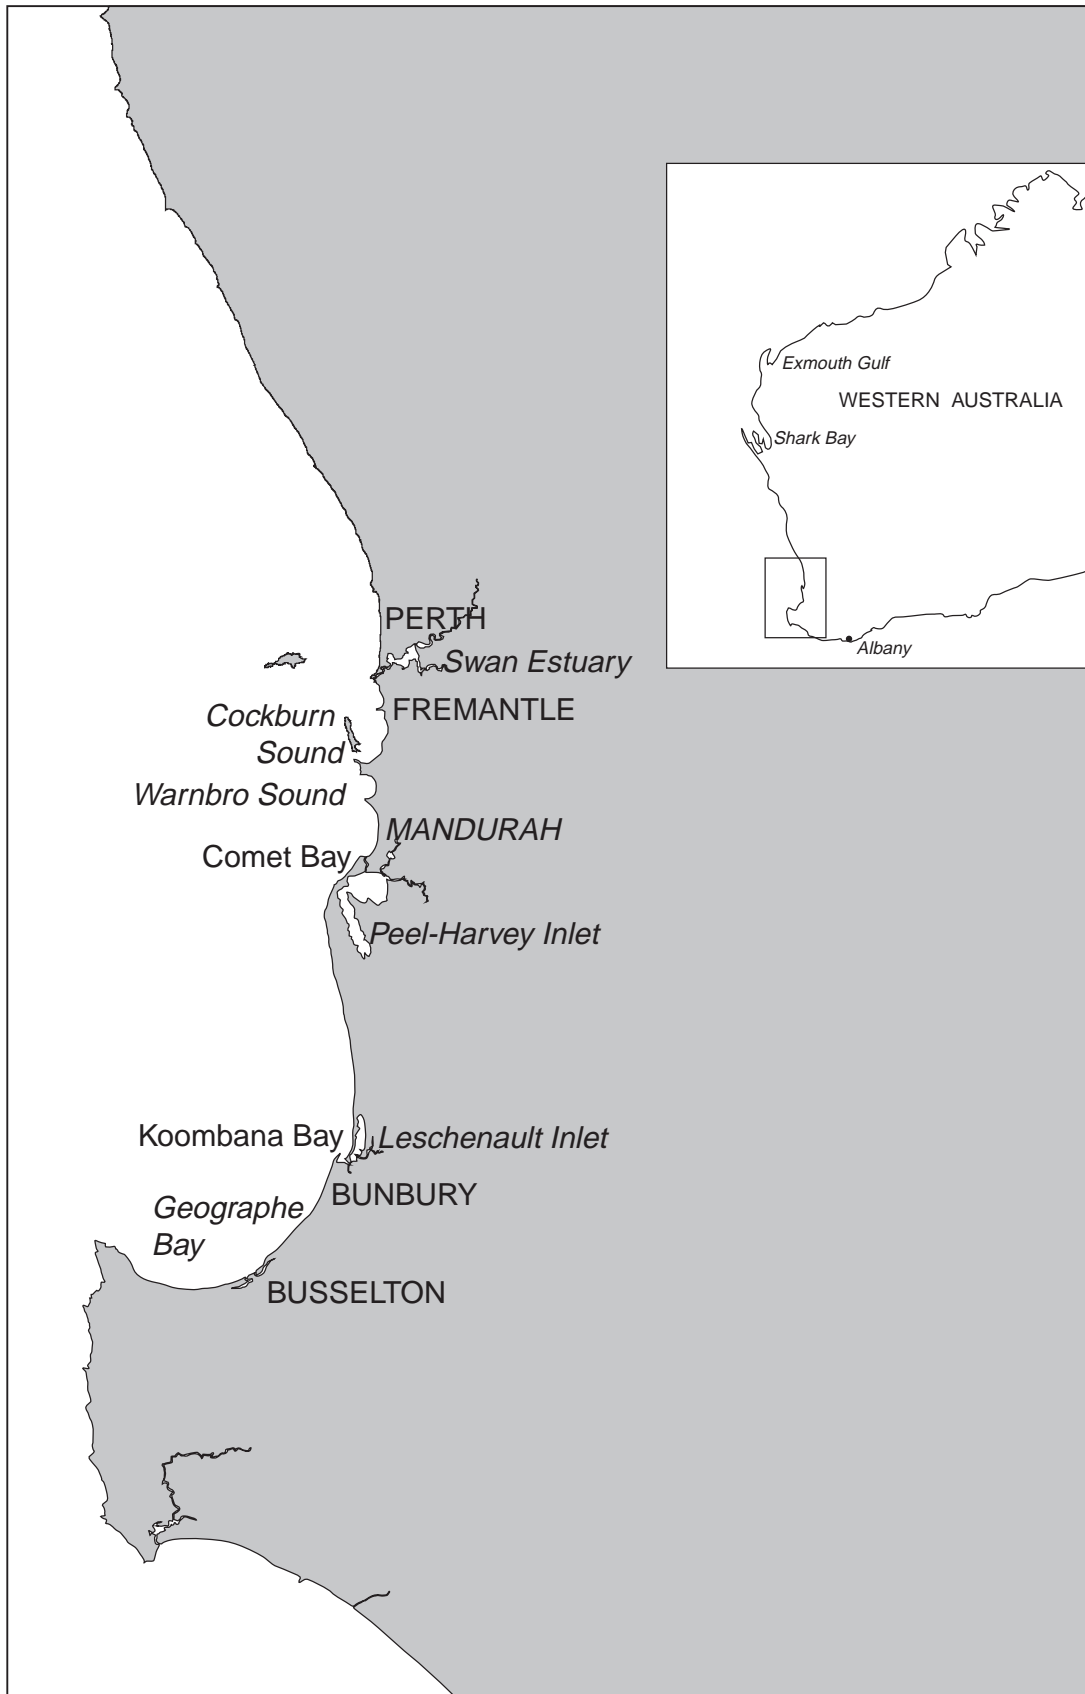 Exmouth Gulf
WESTERN AUSTRALIA
Shark Bay
Albany
PERTH
Swan Estuary
FREMANTLE
Cockburn
Sound
Warnbro Sound
MANDURAH
Comet Bay
Peel-Harvey Inlet
Koombana Bay
Leschenault Inlet
BUNBURY
Geographe
Bay
BUSSELTON